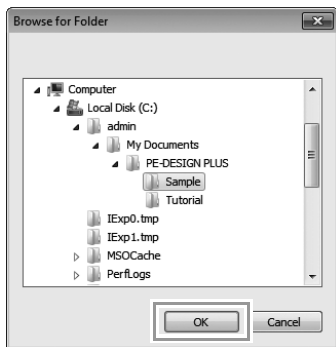 Browse for Folder
Computer
Local Disk (C:)
admin
My Documents
PE-DESIGN PLUS
Sample
Tutorial
IExp0.tmp
IExp1.tmp
MSOCache
PerfLogs
OK
Cancel